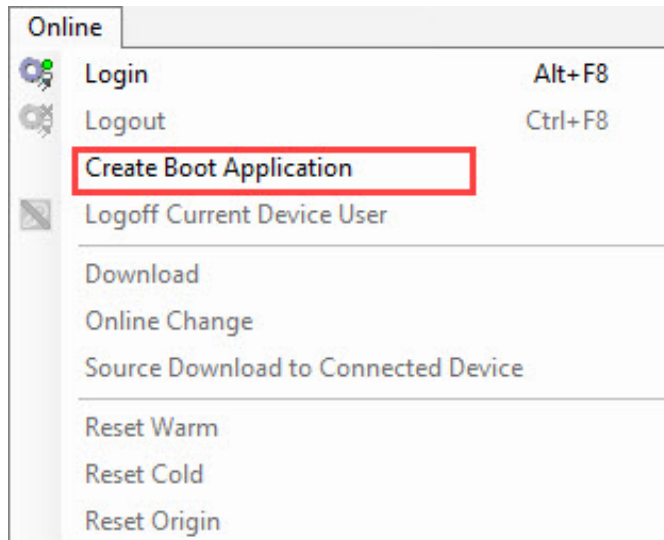 Online
Login Alt+F8
Logout Ctrl+F8
Create Boot Application
Logoff Current Device User
Download
Online Change
Source Download to Connected Device
Reset Warm
Reset Cold
Reset Origin